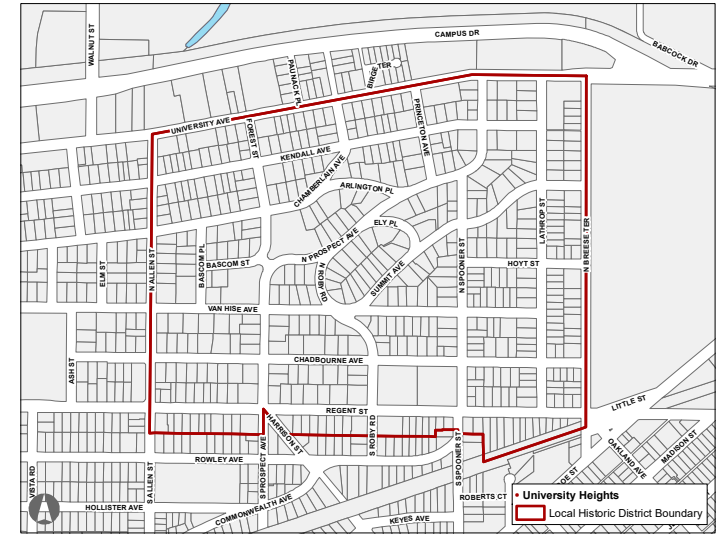 WALNUT ST
CAMPUS DR
BABCOCK DR
PAUNACK PL
BIRGE TER
UNIVERSITY AVE
FOREST ST
PRINCETON AVE
KENDALL AVE
CHAMBERLAIN AVE
ARLINGTON PL
ELY PL
LATHROP ST
N BREESE TER
N PROSPECT AVE
N ALLEN ST
ELM ST
BASCOM PL
BASCOM ST
N ROBY RD
SUMMIT AVE
N SPOONER ST
HOYT ST
VAN HISE AVE
CHADBOURNE AVE
ASH ST
REGENT ST
LITTLE ST
HARRISON ST
S ROBY RD
S SPOONER ST
ROWLEY AVE
S PROSPECT AVE
OAKLAND AVE
MADISON ST
VISTA RD
S ALLEN ST
HOLLISTER AVE
COMMONWEALTH AVE
KEYES AVE
ROBERTS CT
OE ST
University Heights
Local Historic District Boundary